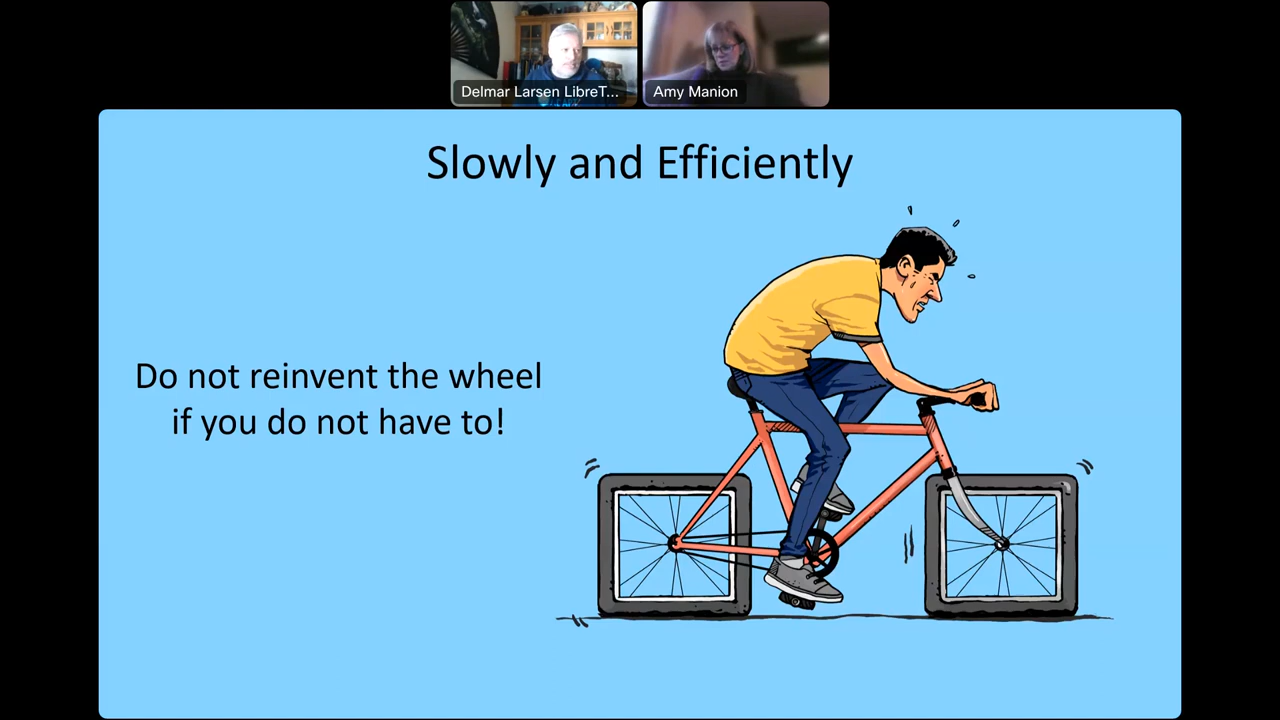 Delmar Larsen LibreT...
Amy Manion
Slowly and Efficiently
Do not reinvent the wheel
if you do not have to!